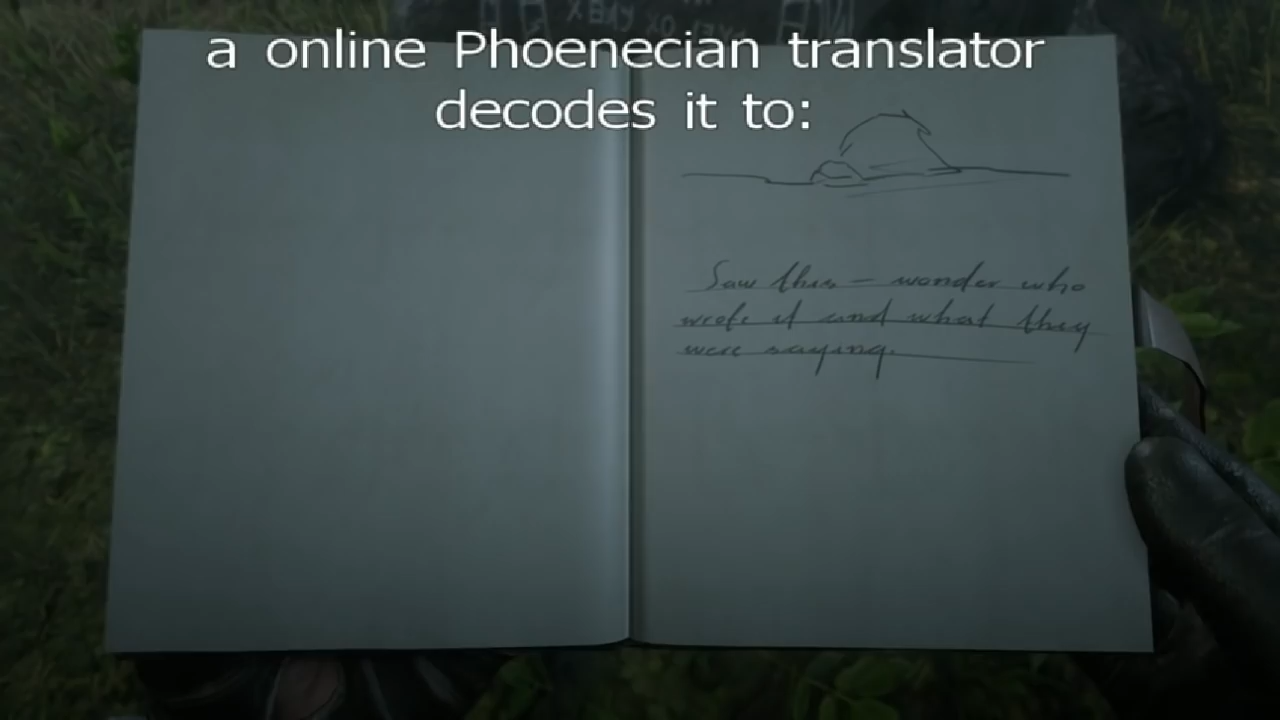 a online Phoenecian translator
decodes it to:
Saw this – wonder who
wrote it and what they
were saying.